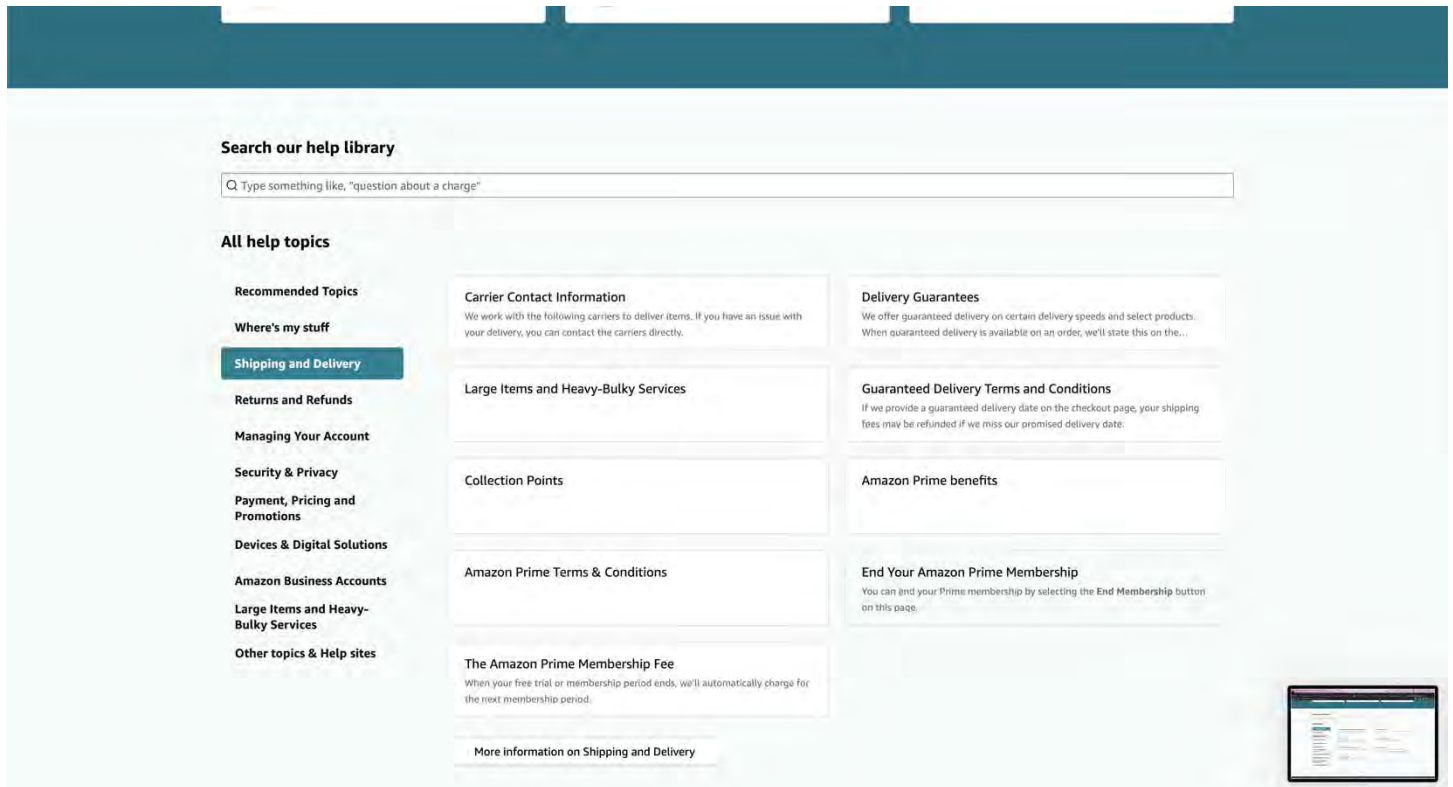 Search our help library
Type something like, "question about a charge"
All help topics
Recommended Topics
Where's my stuff
Shipping and Delivery
Returns and Refunds
Managing Your Account
Security & Privacy
Payment, Pricing and
Promotions
Devices & Digital Solutions
Amazon Business Accounts
Large Items and Heavy-
Bulky Services
Other topics & Help sites
Carrier Contact Information
We work with the following carriers to deliver items. If you have an issue with
your delivery, you can contact the carriers directly.
Delivery Guarantees
We offer guaranteed delivery on certain delivery speeds and select products.
When guaranteed delivery is available on an order, we'll state this on the...
Large Items and Heavy-Bulky Services
Guaranteed Delivery Terms and Conditions
If we provide a guaranteed delivery date on the checkout page, your shipping
fees may be refunded if we miss our promised delivery date.
Collection Points
Amazon Prime benefits
Amazon Prime Terms & Conditions
End Your Amazon Prime Membership
You can end your Prime membership by selecting the End Membership button
on this page.
The Amazon Prime Membership Fee
When your free trial or membership period ends, we'll automatically charge for
the next membership period.
More information on Shipping and Delivery